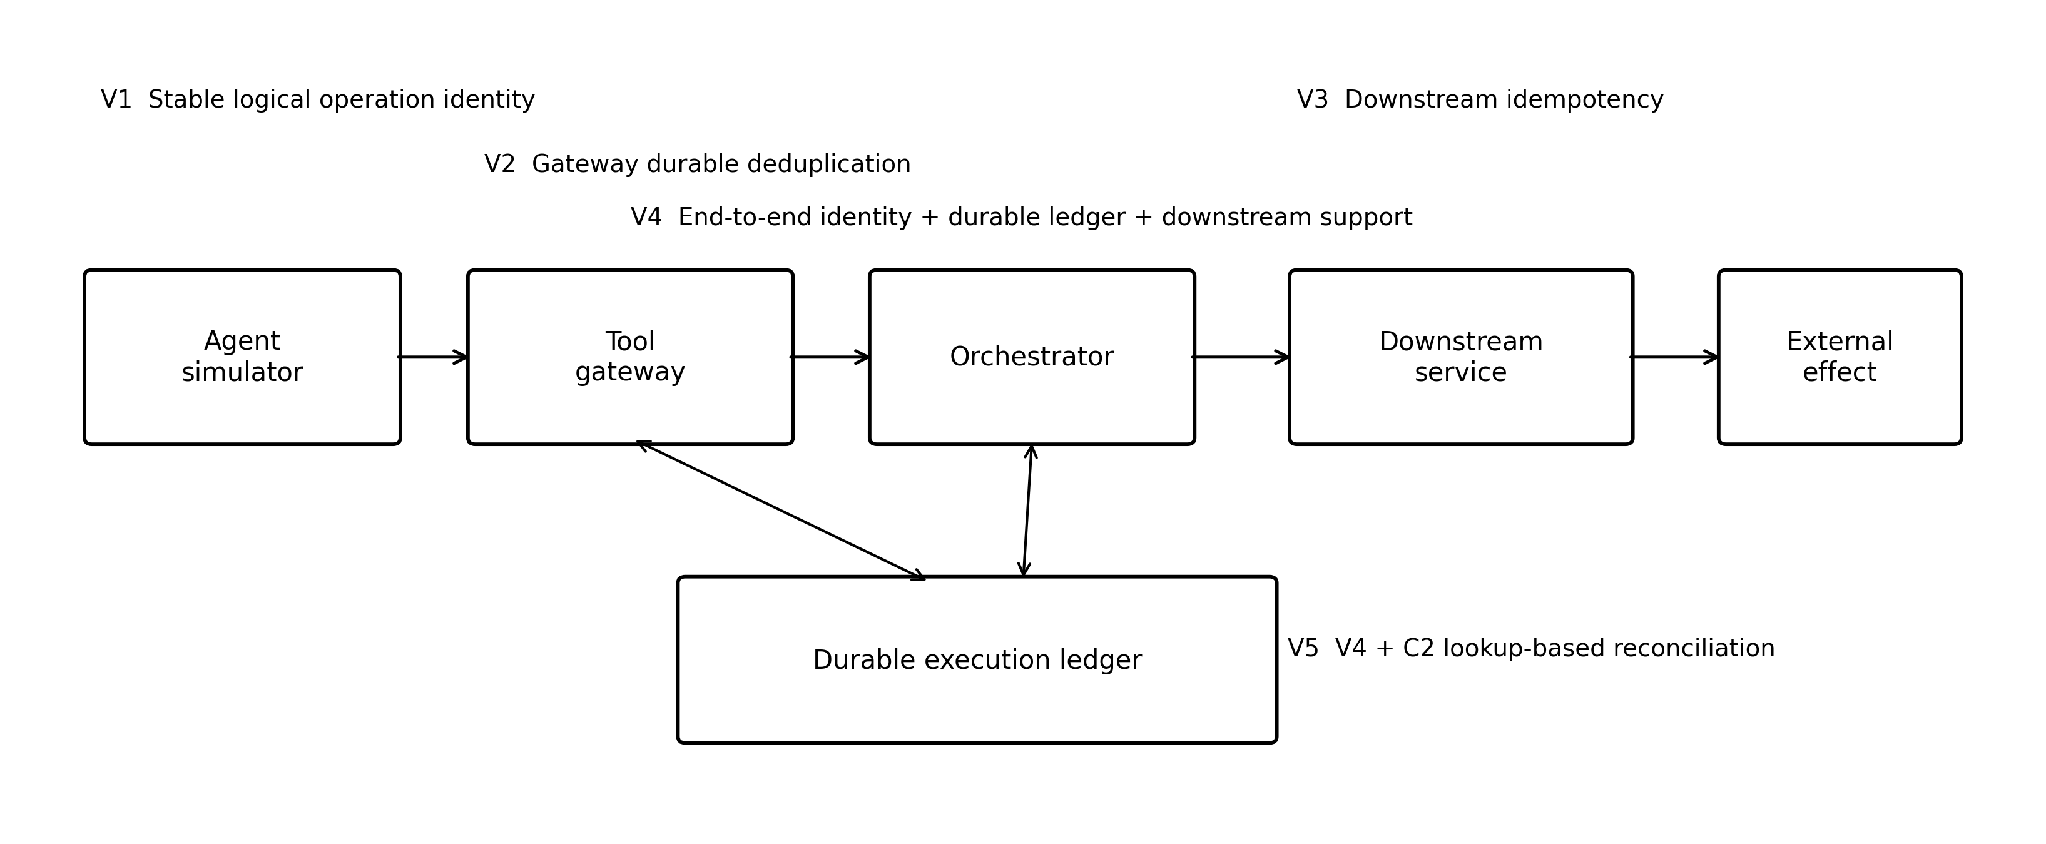 V1  Stable logical operation identity
V3  Downstream idempotency
V2  Gateway durable deduplication
V4  End-to-end identity + durable ledger + downstream support
Agent
simulator
Tool
gateway
Orchestrator
Downstream
service
External
effect
Durable execution ledger
V5  V4 + C2 lookup-based reconciliation